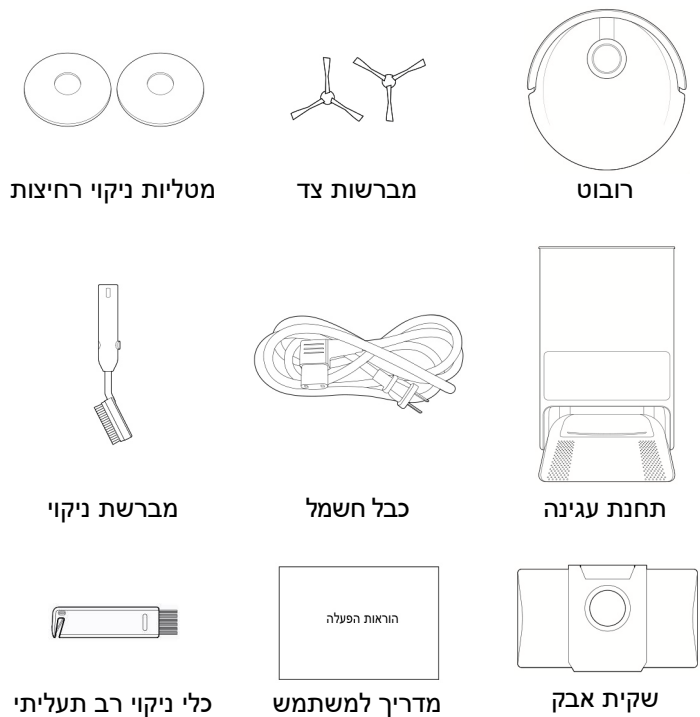 רובוט
מברשות צד
מטליות ניקוי רחיצות
תחנת עגינה
כבל חשמל
מברשת ניקוי
הוראות הפעלה
שקית אבק
מדריך למשתמש
כלי ניקוי רב תעליתי